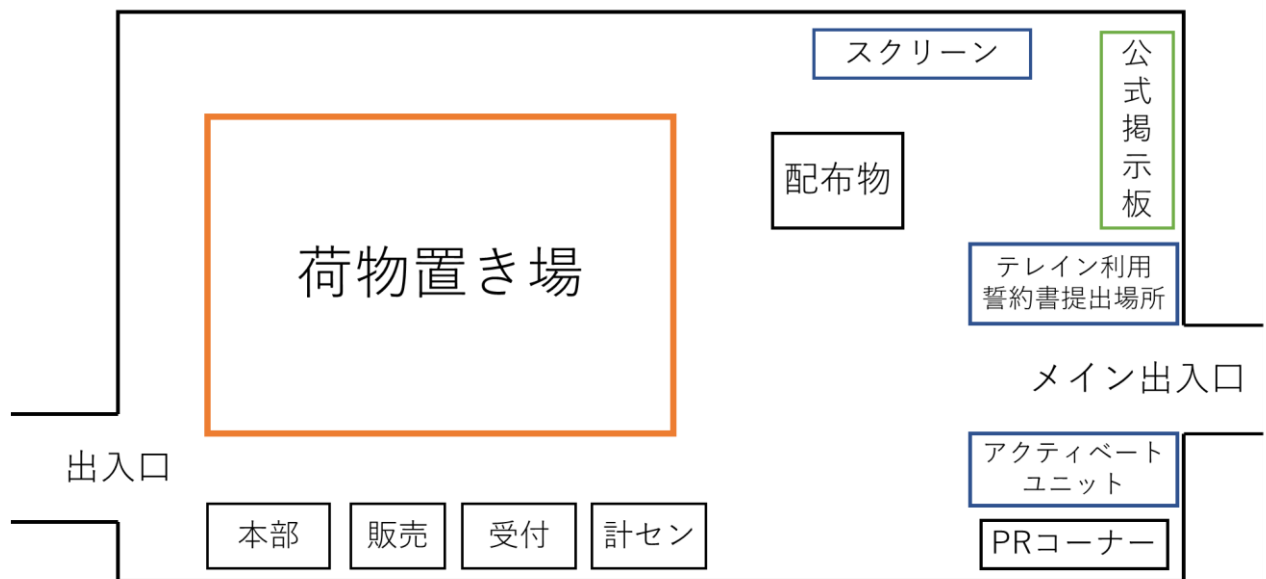 スクリーン
公式掲示板
配布物
荷物置き場
テレイン利用
誓約書提出場所
メイン出入口
出入口
アクティベート
ユニット
本部
販売
受付
計セン
PRコーナー